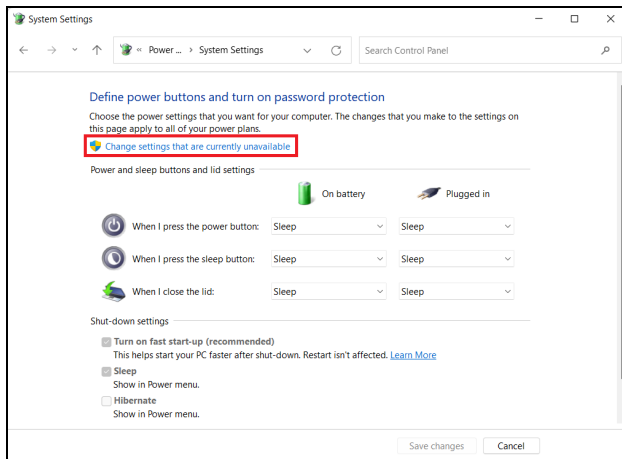 System Settings
« Power ... › System Settings
Search Control Panel
Define power buttons and turn on password protection
Choose the power settings that you want for your computer. The changes that you make to the settings on
this page apply to all of your power plans.
Change settings that are currently unavailable
Power and sleep buttons and lid settings
On battery Plugged in
When I press the power button: Sleep Sleep
When I press the sleep button: Sleep Sleep
When I close the lid: Sleep Sleep
Shut-down settings
Turn on fast start-up (recommended)
This helps start your PC faster after shut-down. Restart isn't affected. Learn More
Sleep
Show in Power menu.
Hibernate
Show in Power menu.
Save changes Cancel